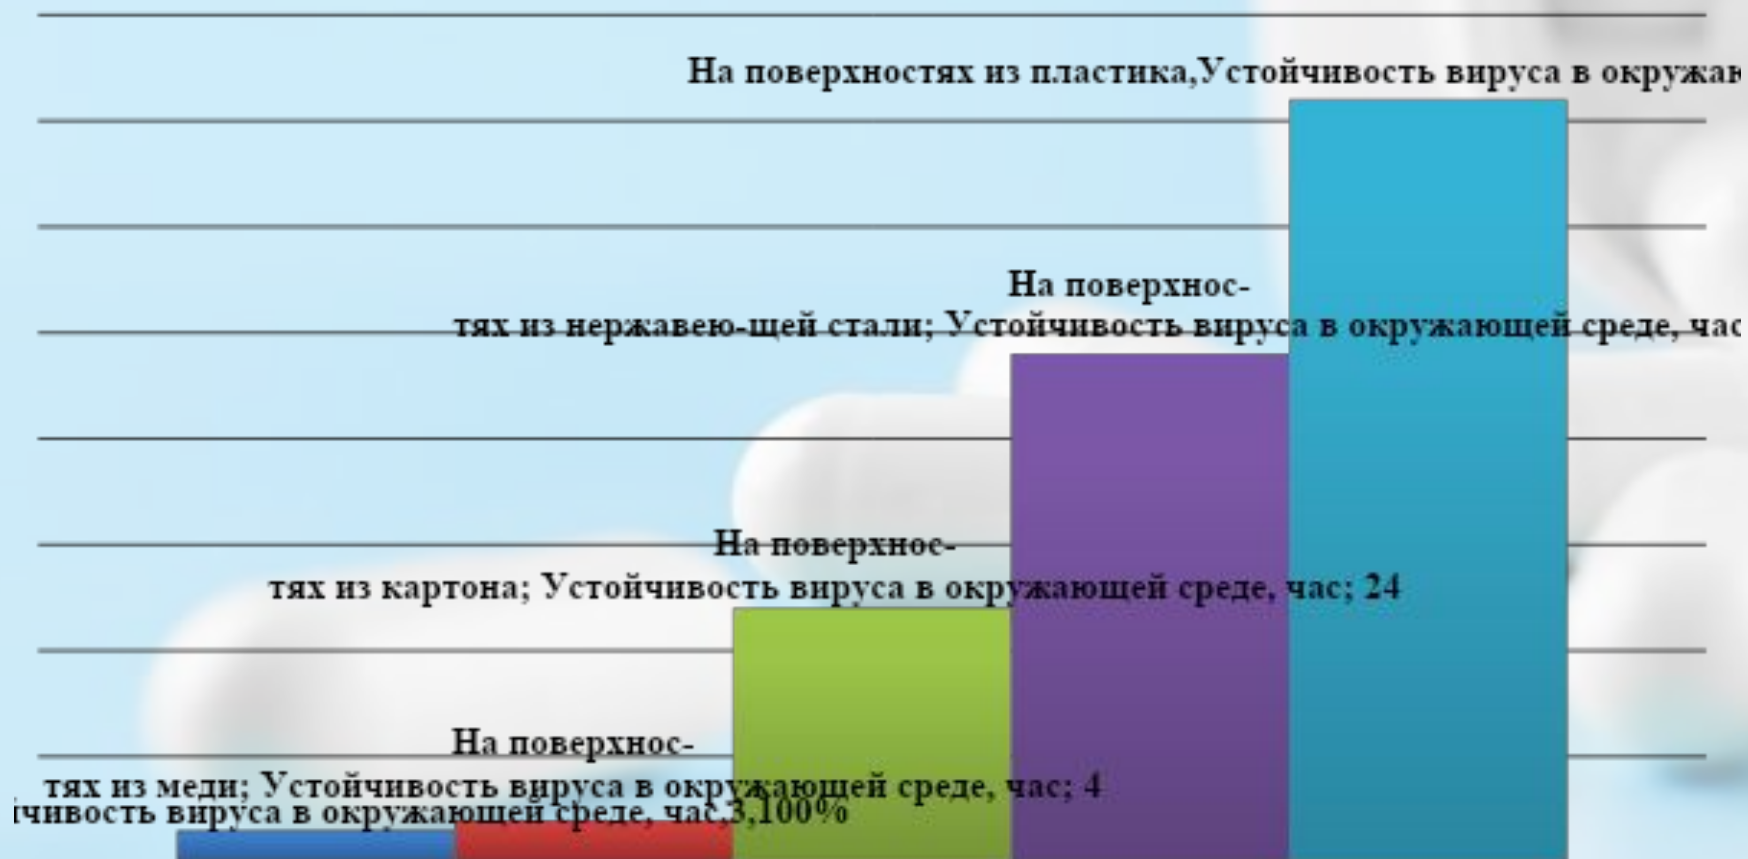 На поверхностях из пластика,Устойчивость вируса в
На поверхнос-
тях из нержавею-щей стали; Устойчивость вируса в окружающей среде, час
На поверхнос-
тях из картона; Устойчивость вируса в окружающей среде, час; 24
На поверхнос-
тях из меди; Устойчивость вируса в окружающей среде, час; 4
вируса в окружающей среде, час,3,100%